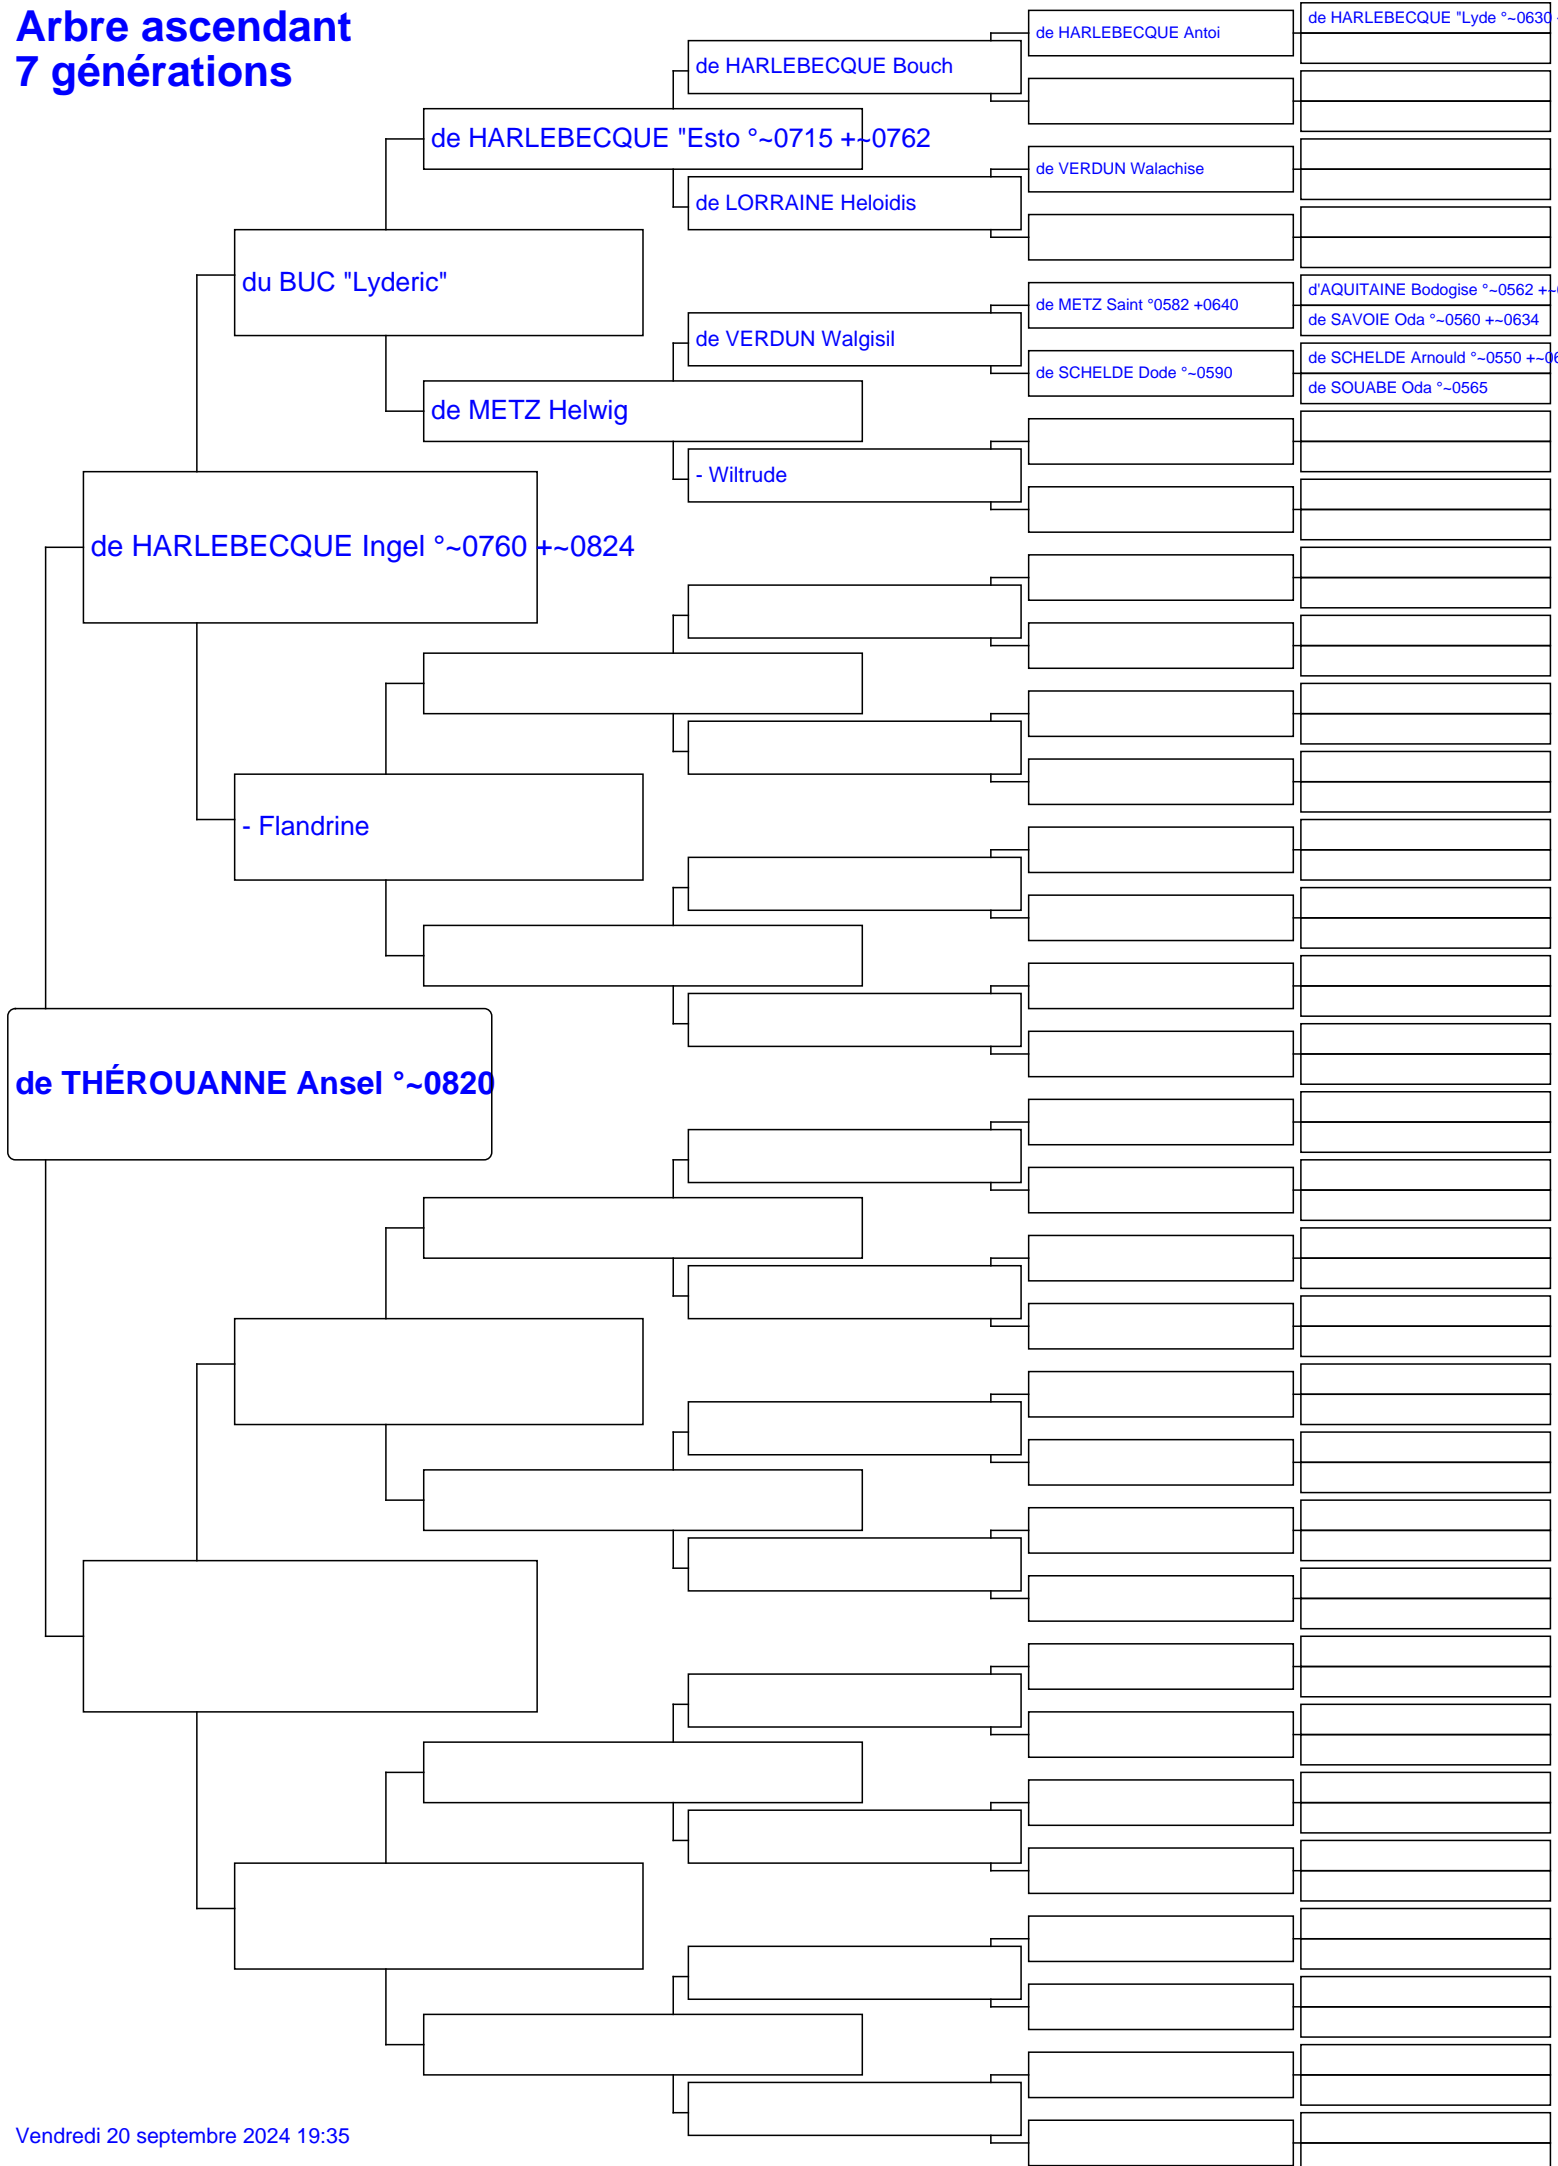 Arbre ascendant
7 générations
de HARLEBECQUE "Lyde °~0630
de HARLEBECQUE Antoi
de HARLEBECQUE Bouch
de HARLEBECQUE "Esto °~0715 +~0762
de VERDUN Walachise
de LORRAINE Heloidis
du BUC "Lyderic"
d'AQUITAINE Bodogise °~0562 +~
de METZ Saint °0582 +0640
de SAVOIE Oda °~0560 +~0634
de VERDUN Walgisil
de SCHELDE Arnould °~0550 +~06
de SCHELDE Dode °~0590
de SOUABE Oda °~0565
de METZ Helwig
- Wiltrude
de HARLEBECQUE Ingel °~0760 +~0824
- Flandrine
de THÉROUANNE Ansel °~0820
Vendredi 20 septembre 2024 19:35